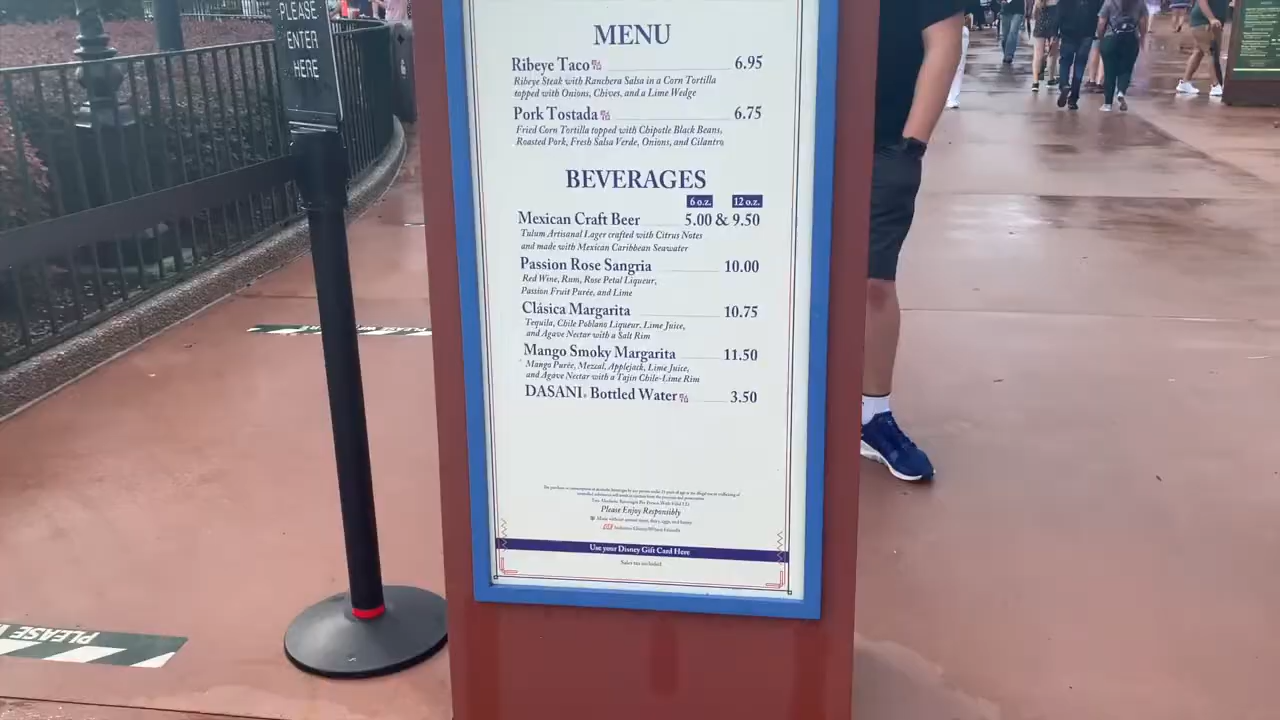 PLEASE
ENTER
HERE
MENU
Ribeye Taco 6.95
Ribeye Steak with Ranchera Salsa in a Corn Tortilla
topped with Onions, Chives, and a Lime Wedge
Pork Tostada 6.75
Fried Corn Tortilla topped with Chipotle Black Beans,
Roasted Pork, Fresh Salsa Verde, Onions, and Cilantro
BEVERAGES
6 oz. 12 oz.
Mexican Craft Beer 5.00 & 9.50
Tulum Artisanal Lager crafted with Citrus Notes
and made with Mexican Caribbean Seawater
Passion Rose Sangria 10.00
Red Wine, Rum, Rose Petal Liqueur,
Passion Fruit Purée, and Lime
Clásica Margarita 10.75
Tequila, Chile Poblano Liqueur, Lime Juice,
and Agave Nectar with a Salt Rim
Mango Smoky Margarita 11.50
Mango Purée, Mezcal, Applejack, Lime Juice,
and Agave Nectar with a Tajín Chile-Lime Rim
DASANI® Bottled Water 3.50
Please Enjoy Responsibly
Use your Disney Gift Card Here
Sales tax included
PLEASE